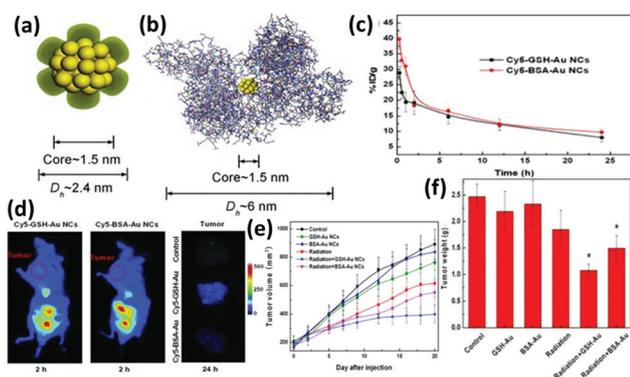 (a)
Core~1.5 nm
Dh~2.4 nm
(b)
Core~1.5 nm
Dh~6 nm
(c)
%ID/g
45
40
35
30
25
20
15
10
5
0
0 5 10 15 20 25
Time (h)
Cy5-GSH-Au NCs
Cy5-BSA-Au NCs
(d)
Cy5-GSH-Au NCs
Cy5-BSA-Au NCs
Tumor
Tumor
Tumor
Control
Cy5-GSH-Au
Cy5-BSA-Au
500
250
0
2 h
2 h
24 h
(e)
Tumor volume (mm3)
1000
800
600
400
200
0
0 5 10 15 20
Day after injection
Control
GSH-Au NCs
BSA-Au NCs
Radiation
Radiation+GSH-Au NCs
Radiation+BSA-Au NCs
(f)
Tumor weight (g)
2.5
2.0
1.5
1.0
0.5
0.0
*
*
Control
GSH-Au
BSA-Au
Radiation
Radiation+GSH-Au
Radiation+BSA-Au